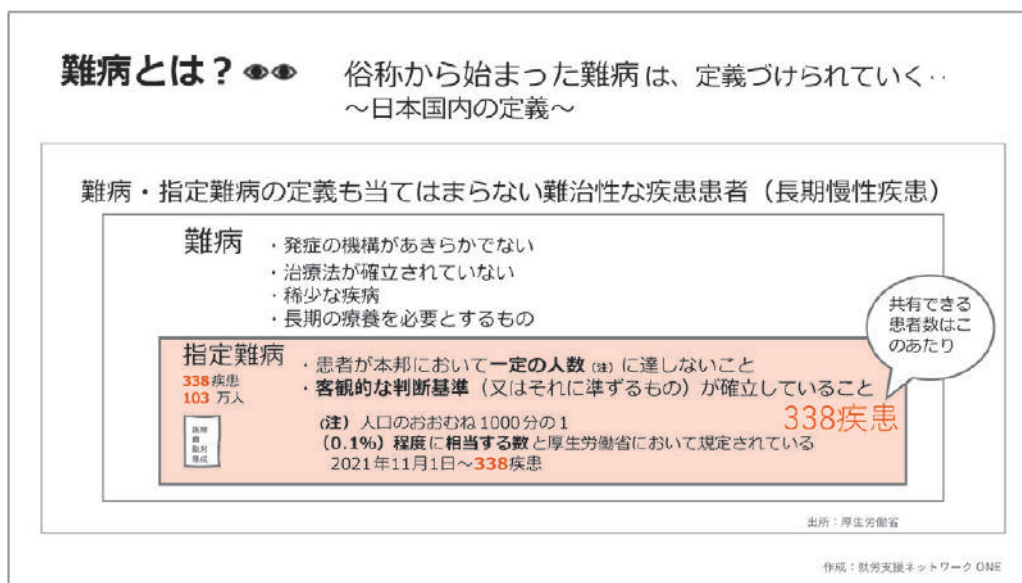 難病とは？
俗称から始まった難病は、定義づけられていく‥
～日本国内の定義～
難病・指定難病の定義も当てはまらない難治性な疾患患者（長期慢性疾患）
難病
・発症の機構があきらかでない
・治療法が確立されていない
・稀少な疾病
・長期の療養を必要とするもの
共有できる
患者数はこ
のあたり
指定難病
338疾患
103 万人
・患者が本邦において一定の人数（注）に達しないこと
・客観的な判断基準（又はそれに準ずるもの）が確立していること
338疾患
（注）人口のおおむね1000分の1
（0.1%）程度に相当する数と厚生労働省において規定されている
2021年11月1日～338疾患
医療
費
助成
出所：厚生労働省
作成：就労支援ネットワーク ONE